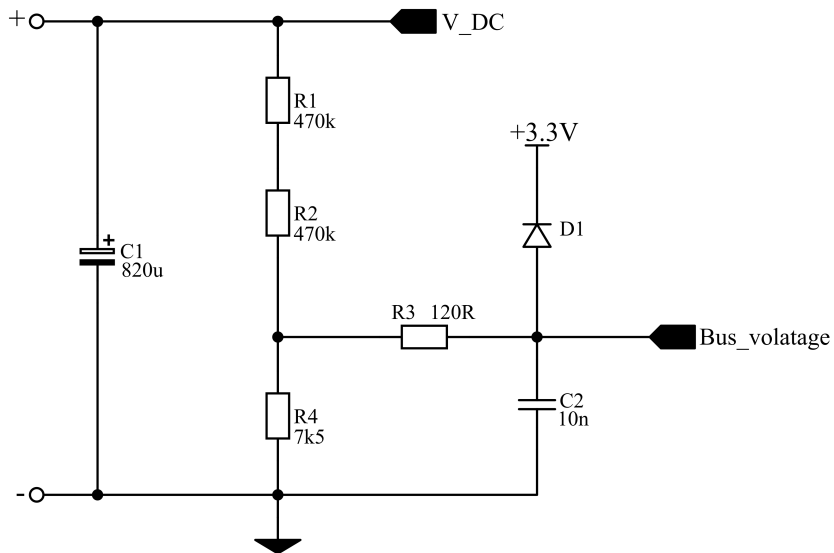 +
V_DC
R1
470k
+3.3V
R2
470k
D1
+
C1
820u
R3 120R
Bus_volatage
C2
10n
R4
7k5
-